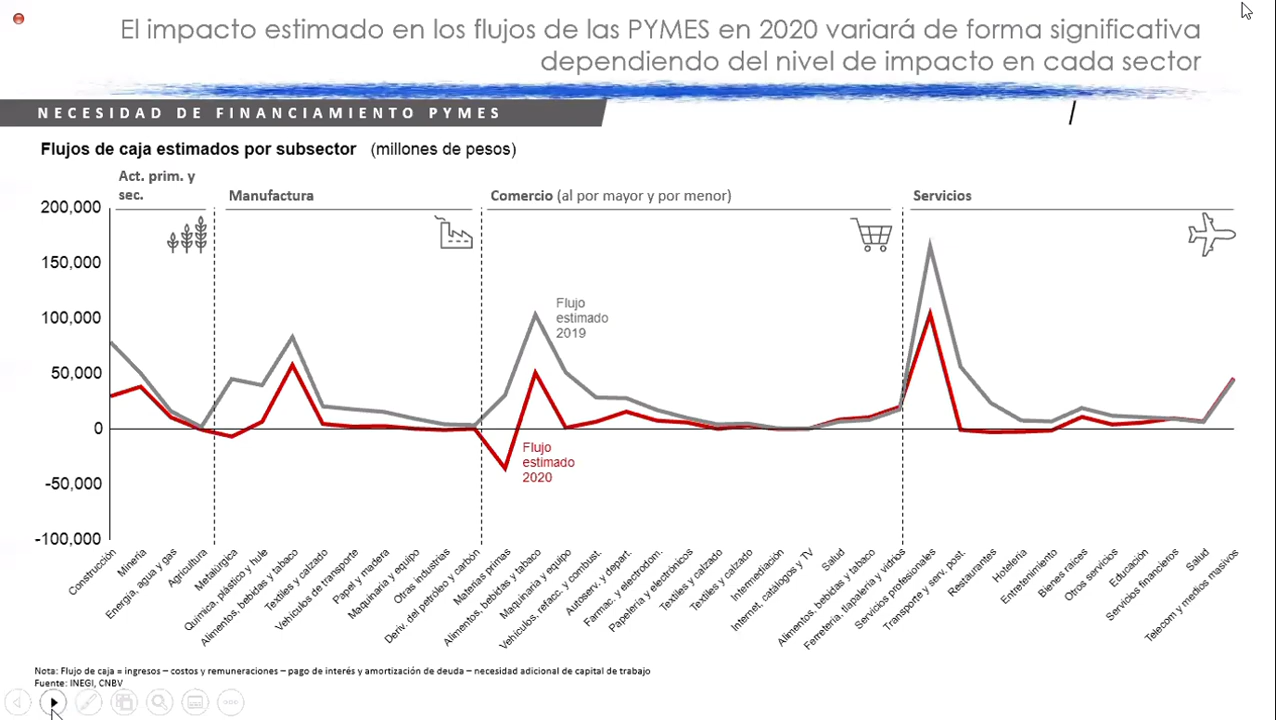 El impacto estimado en los flujos de las PYMES en 2020 variará de forma significativa
dependiendo del nivel de impacto en cada sector
NECESIDAD DE FINANCIAMIENTO PYMES
Flujos de caja estimados por subsector (millones de pesos)
Act. prim. y
sec.
Manufactura
Comercio (al por mayor y por menor)
Servicios
200,000
150,000
100,000
50,000
0
-50,000
-100,000
Flujo
estimado
2019
Flujo
estimado
2020
Construcción
Minería
Energía, agua y gas
Agricultura
Metalúrgica
Química, plástico y hule
Alimentos, bebidas y tabaco
Textiles y calzado
Vehículos de transporte
Papel y madera
Maquinaria y equipo
Otras industrias
Deriv. del petróleo y carbón
Materias primas
Alimentos, bebidas y tabaco
Maquinaria y equipo
Vehículos, refacc. y combust.
Autoserv. y depart.
Farmac. y electrodom.
Papelería y electrónicos
Textiles y calzado
Textiles y calzado
Intermediación
Internet, catálogos y TV
Salud
Alimentos, bebidas y tabaco
Ferretería, tlapalería y vidrios
Servicios profesionales
Transporte y serv. post.
Restaurantes
Hotelería
Entretenimiento
Bienes raíces
Otros servicios
Educación
Servicios financieros
Salud
Telecom y medios masivos
Nota: Flujo de caja = ingresos – costos y remuneraciones – pago de interés y amortización de deuda – necesidad adicional de capital de trabajo
Fuente: INEGI, CNBV